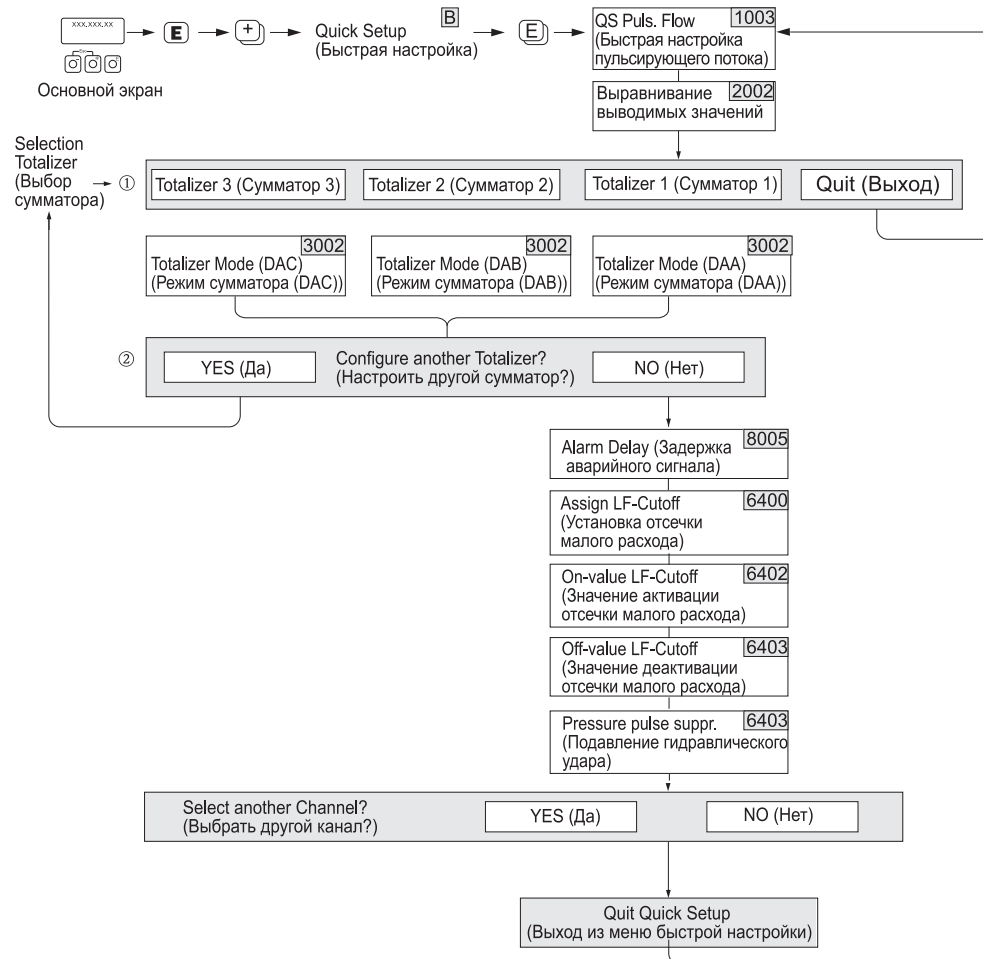 xxx,xxx,xx
Основной экран
E
+
B
Quick Setup
(Быстрая настройка)
E
QS Puls. Flow 1003
(Быстрая настройка
пульсирующего потока)
Выравнивание 2002
выводимых значений
Selection
Totalizer
(Выбор
сумматора)
①
Totalizer 3 (Сумматор 3)
Totalizer 2 (Сумматор 2)
Totalizer 1 (Сумматор 1)
Quit (Выход)
3002
Totalizer Mode (DAC)
(Режим сумматора (DAC))
3002
Totalizer Mode (DAB)
(Режим сумматора (DAB))
3002
Totalizer Mode (DAA)
(Режим сумматора (DAA))
②
YES (Да)
Configure another Totalizer?
(Настроить другой сумматор?)
NO (Нет)
Alarm Delay (Задержка 8005
аварийного сигнала)
Assign LF-Cutoff 6400
(Установка отсечки
малого расхода)
On-value LF-Cutoff 6402
(Значение активации
отсечки малого расхода)
Off-value LF-Cutoff 6403
(Значение деактивации
отсечки малого расхода)
Pressure pulse suppr. 6403
(Подавление гидравлического
удара)
Select another Channel?
(Выбрать другой канал?)
YES (Да)
NO (Нет)
Quit Quick Setup
(Выход из меню быстрой настройки)